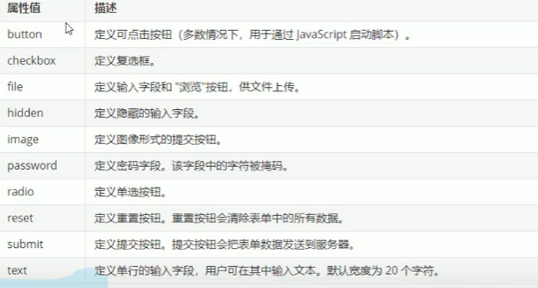 属性值 描述
button 定义可点击按钮（多数情况下，用于通过 JavaScript 启动脚本）。
checkbox 定义复选框。
file 定义输入字段和 "浏览"按钮，供文件上传。
hidden 定义隐藏的输入字段。
image 定义图像形式的提交按钮。
password 定义密码字段。该字段中的字符被掩码。
radio 定义单选按钮。
reset 定义重置按钮。重置按钮会清除表单中的所有数据。
submit 定义提交按钮。提交按钮会把表单数据发送到服务器。
text 定义单行的输入字段，用户可在其中输入文本。默认宽度为 20 个字符。